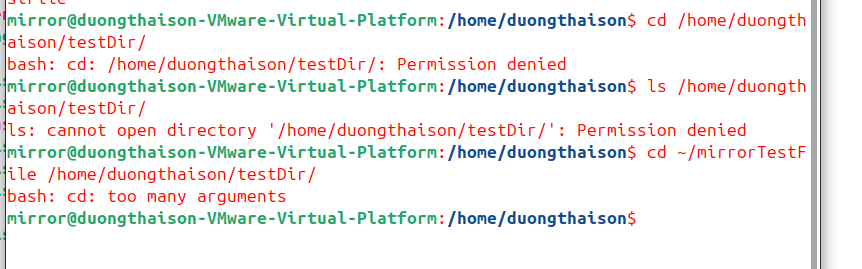 mirror@duongthaison-VMware-Virtual-Platform:/home/duongthaison$ cd /home/duongth
aison/testDir/
bash: cd: /home/duongthaison/testDir/: Permission denied
mirror@duongthaison-VMware-Virtual-Platform:/home/duongthaison$ ls /home/duongth
aison/testDir/
ls: cannot open directory '/home/duongthaison/testDir/': Permission denied
mirror@duongthaison-VMware-Virtual-Platform:/home/duongthaison$ cd ~/mirrorTestF
ile /home/duongthaison/testDir/
bash: cd: too many arguments
mirror@duongthaison-VMware-Virtual-Platform:/home/duongthaison$